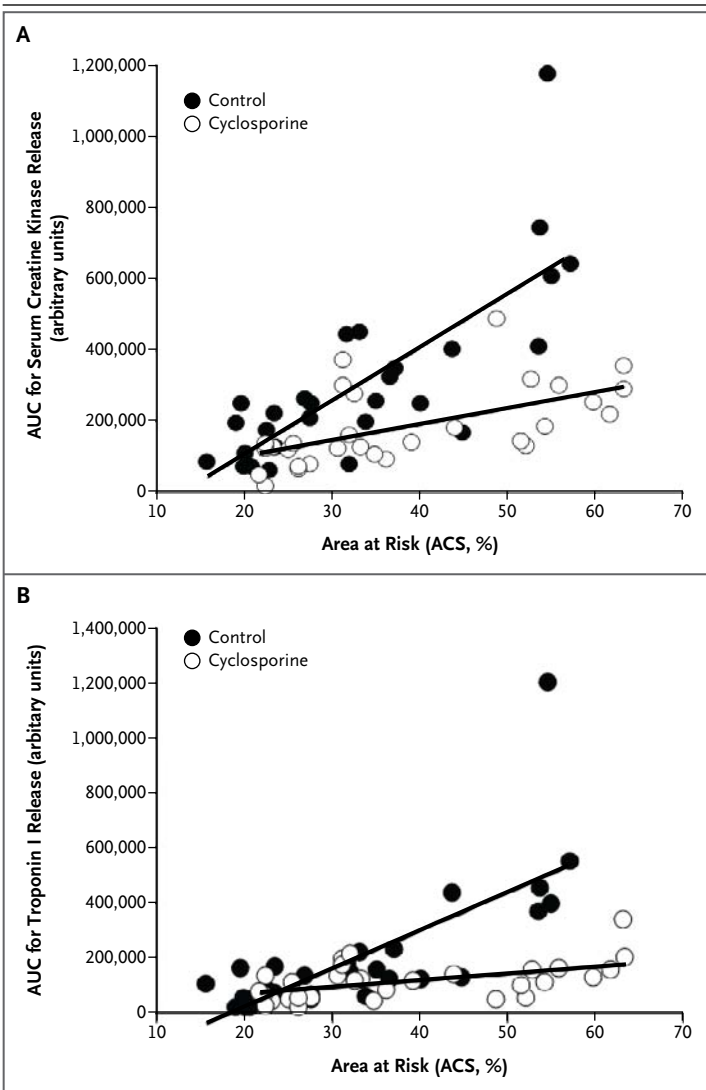 A
1,200,000
1,000,000
800,000
600,000
400,000
200,000
0
AUC for Serum Creatine Kinase Release
(arbitrary units)
Control
Cyclosporine
10
20
30
40
50
60
70
Area at Risk (ACS, %)
B
1,400,000
1,200,000
1,000,000
800,000
600,000
400,000
200,000
0
AUC for Troponin I Release (arbitary units)
Control
Cyclosporine
10
20
30
40
50
60
70
Area at Risk (ACS, %)